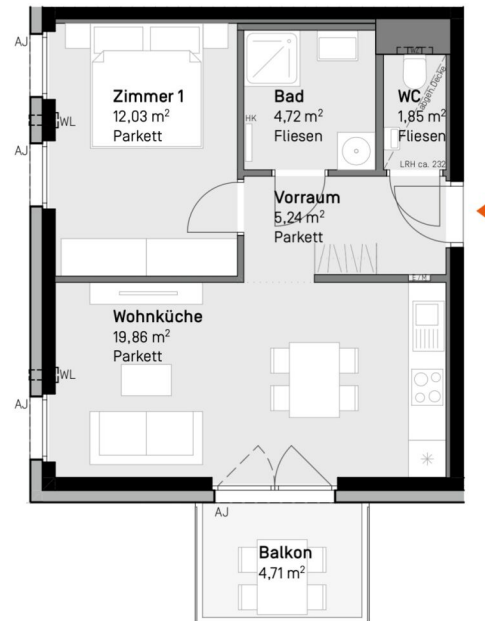 AJ
Zimmer 1
12,03 m²
Parkett
WL
AJ
Bad
4,72 m²
Fliesen
HK
WC
1,85 m²
Fliesen
abgeh. Decke
LRH ca. 232
Vorraum
5,24 m²
Parkett
E / M
Wohnküche
19,86 m²
Parkett
WL
AJ
AJ
Balkon
4,71 m²